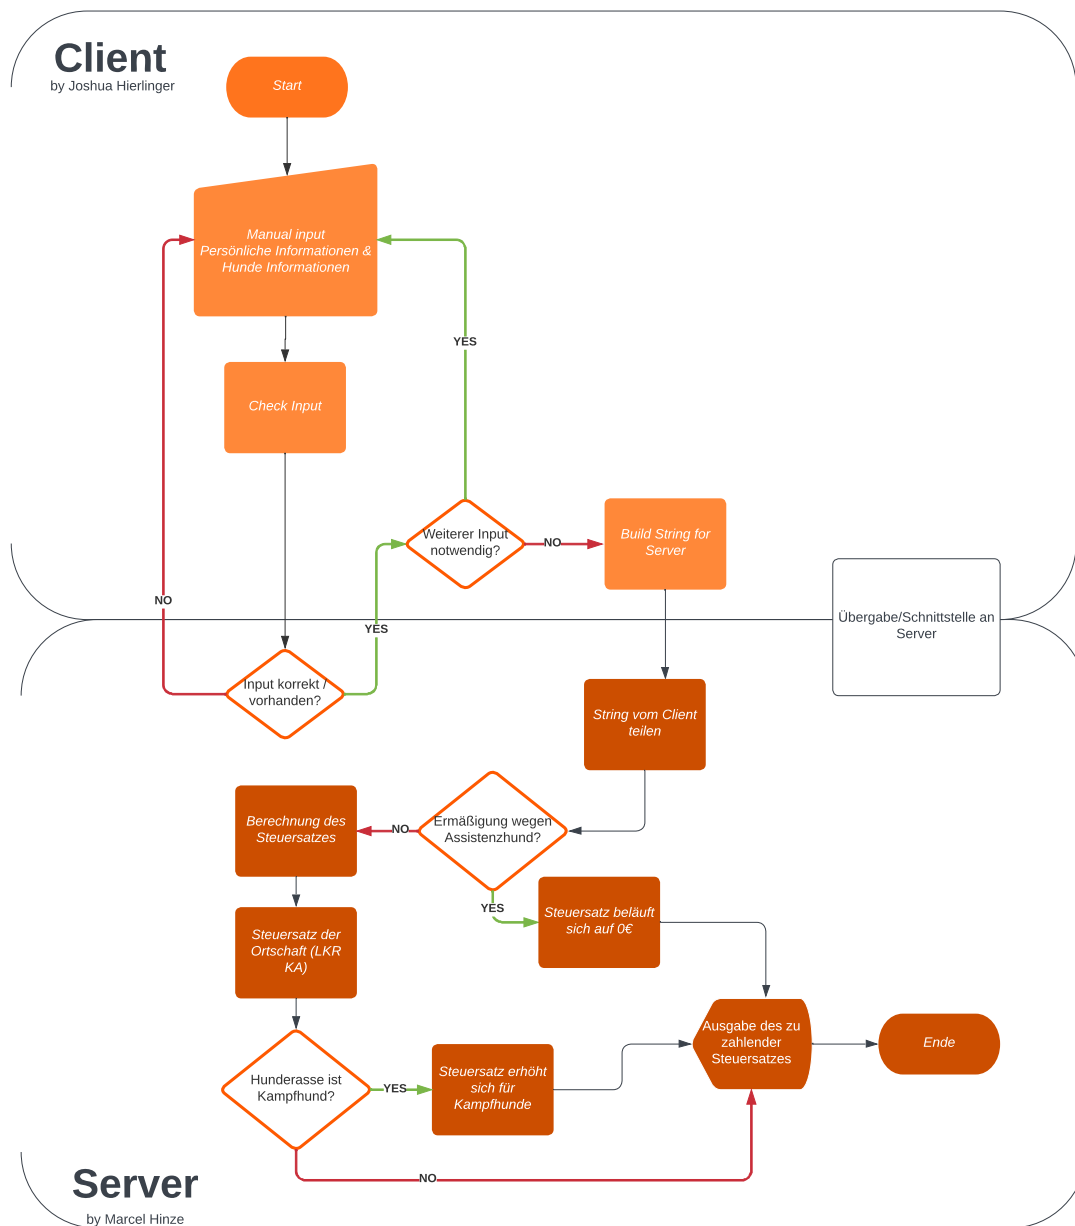 Client
by Joshua Hierlinger
Start
Manual input
Persönliche Informationen &
Hunde Informationen
YES
Check Input
Weiterer Input
notwendig?
NO
Build String for
Server
NO
YES
Übergabe/Schnittstelle an
Server
Input korrekt /
vorhanden?
String vom Client
teilen
Ermäßigung wegen
Assistenzhund?
NO
Berechnung des
Steuersatzes
YES
Steuersatz beläuft
sich auf 0€
Steuersatz der
Ortschaft (LKR
KA)
Ausgabe des zu
zahlender
Steuersatzes
Ende
Hunderasse ist
Kampfhund?
YES
Steuersatz erhöht
sich für
Kampfhunde
NO
Server
by Marcel Hinze